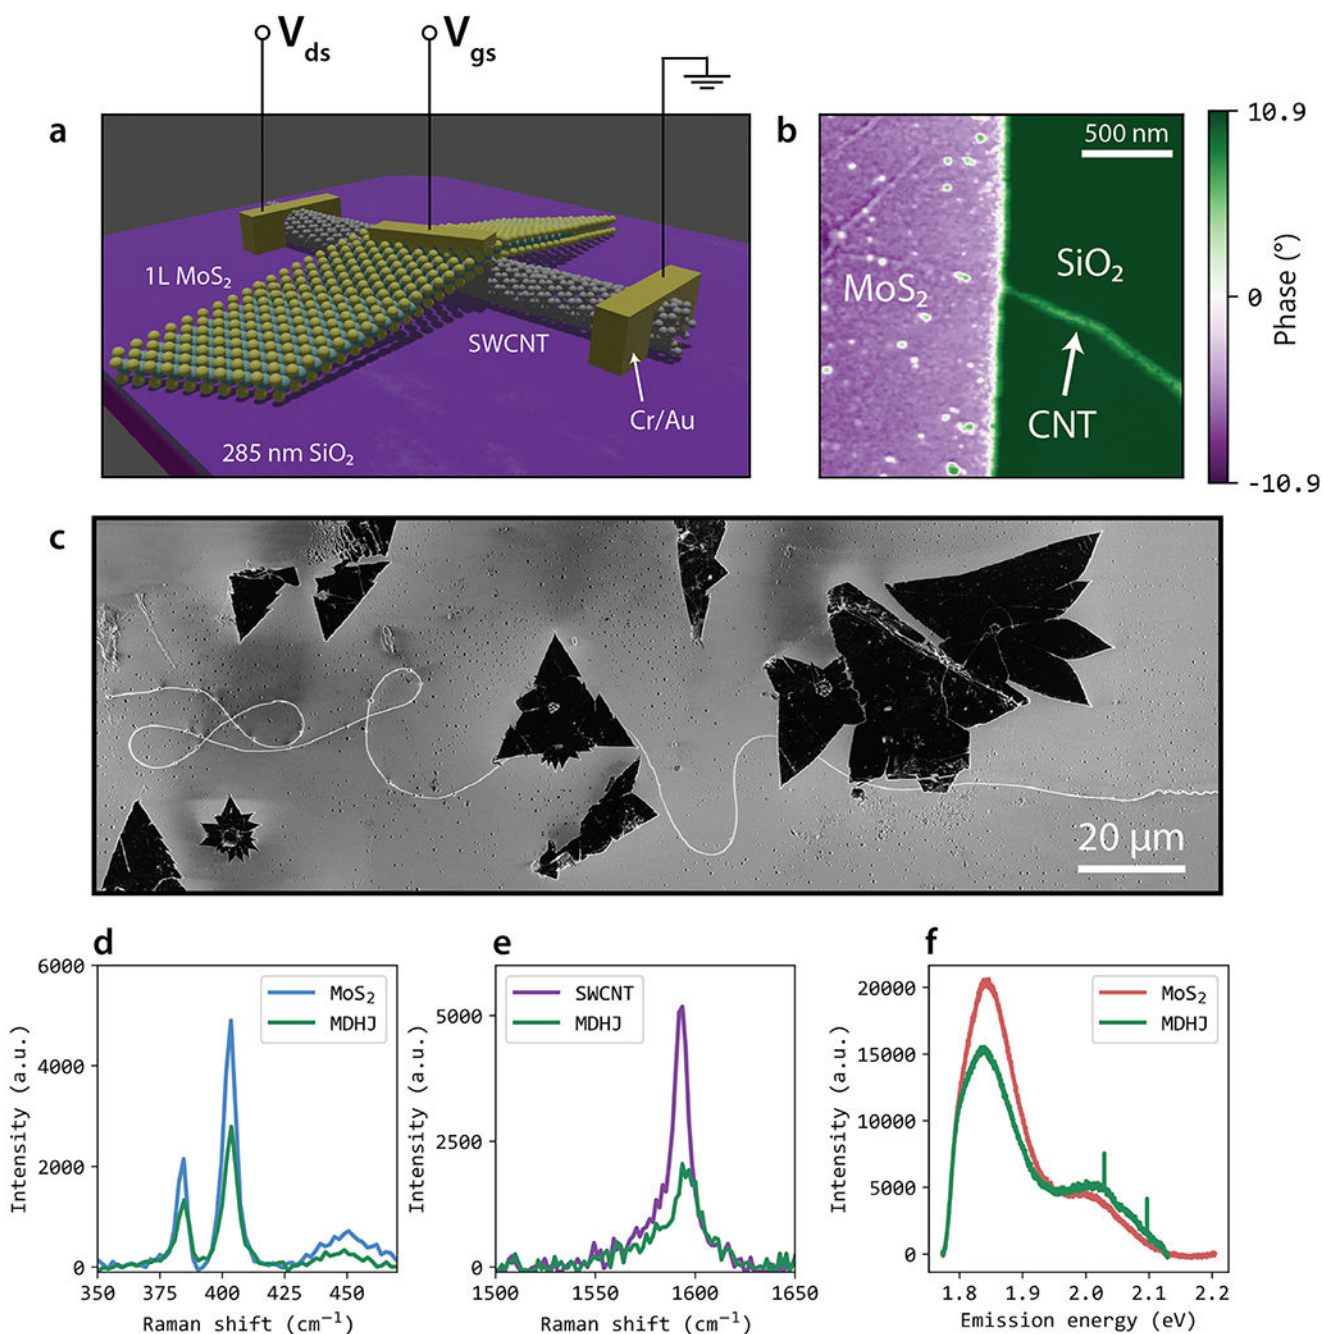 V_ds
V_gs
a
1L MoS₂
SWCNT
Cr/Au
285 nm SiO₂
b
500 nm
MoS₂
SiO₂
CNT
10.9
0
-10.9
Phase (°)
c
20 µm
d
6000
4000
2000
0
350 375 400 425 450
Intensity (a.u.)
Raman shift (cm⁻¹)
MoS₂
MDHJ
e
5000
2500
0
1500 1550 1600 1650
Intensity (a.u.)
Raman shift (cm⁻¹)
SWCNT
MDHJ
f
20000
15000
10000
5000
0
1.8 1.9 2.0 2.1 2.2
Intensity (a.u.)
Emission energy (eV)
MoS₂
MDHJ